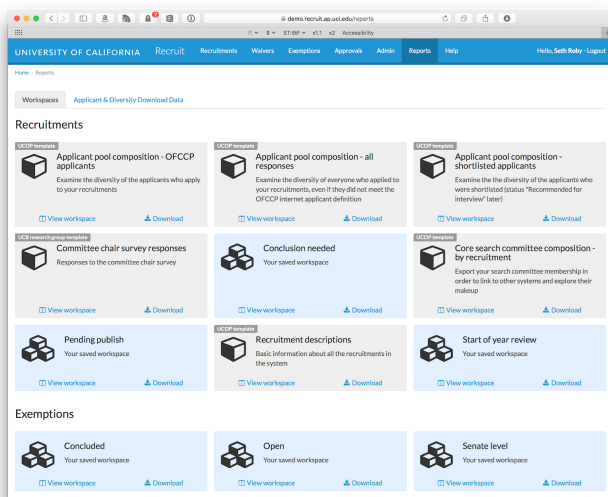 demo.recruit.ap.uci.edu/reports
ST:StF x1.1 x2 Accessibility
UNIVERSITY OF CALIFORNIA Recruit Recruitments Waivers Exemptions Approvals Admin Reports Help Hello, Seth Roby - Logout
Home › Reports
Workspaces Applicant & Diversity Download Data
Recruitments
UCOP template
Applicant pool composition - OFCCP
applicants
Examine the diversity of the applicants who apply
to your recruitments
View workspace Download
UCOP template
Applicant pool composition - all
responses
Examine the diversity of everyone who applied to
your recruitments, even if they did not meet the
OFCCP internet applicant definition
View workspace Download
UCOP template
Applicant pool composition -
shortlisted applicants
Examine the the diversity of the applicants who
were shortlisted (status "Recommended for
interview" later)
View workspace Download
UCB research group template
Committee chair survey responses
Responses to the committee chair survey
View workspace Download
Conclusion needed
Your saved workspace
View workspace Download
UCOP template
Core search committee composition -
by recruitment
Export your search committee membership in
order to link to other systems and explore their
makeup
View workspace Download
Pending publish
Your saved workspace
View workspace Download
UCOP template
Recruitment descriptions
Basic information about all the recruitments in
the system
View workspace Download
Start of year review
Your saved workspace
View workspace Download
Exemptions
Concluded
Your saved workspace
View workspace Download
Open
Your saved workspace
View workspace Download
Senate level
Your saved workspace
View workspace Download